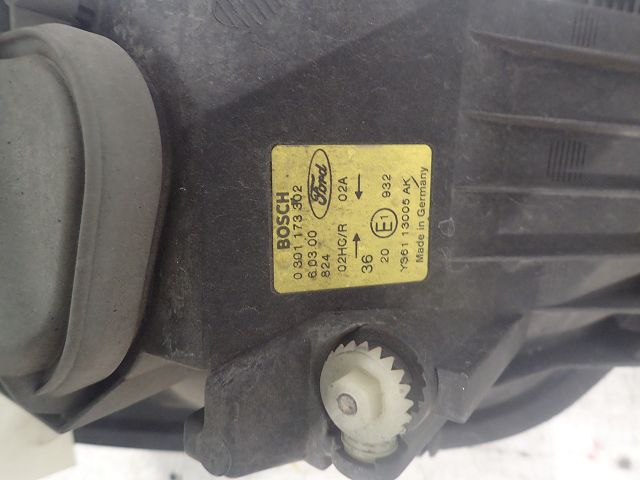 BOSCH Ford
0 301 173 302
6.03.00 02A
824
02HC/R → ←
36
20 E1 932
YS61 13005 AK
Made in Germany